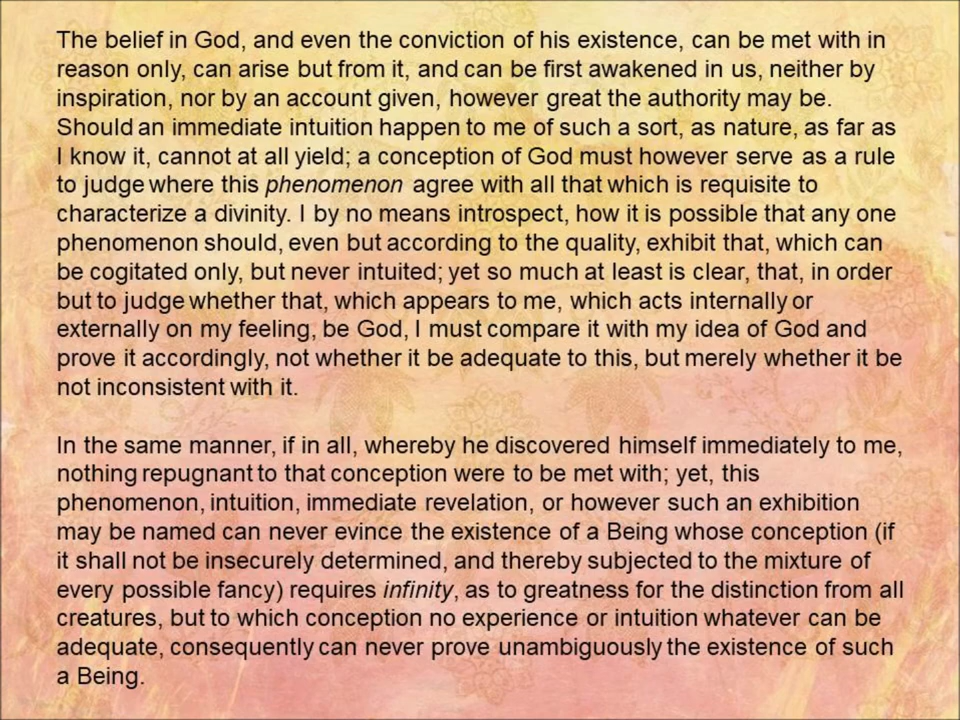 The belief in God, and even the conviction of his existence, can be met with in
reason only, can arise but from it, and can be first awakened in us, neither by
inspiration, nor by an account given, however great the authority may be.
Should an immediate intuition happen to me of such a sort, as nature, as far as
I know it, cannot at all yield; a conception of God must however serve as a rule
to judge where this phenomenon agree with all that which is requisite to
characterize a divinity. I by no means introspect, how it is possible that any one
phenomenon should, even but according to the quality, exhibit that, which can
be cogitated only, but never intuited; yet so much at least is clear, that, in order
but to judge whether that, which appears to me, which acts internally or
externally on my feeling, be God, I must compare it with my idea of God and
prove it accordingly, not whether it be adequate to this, but merely whether it be
not inconsistent with it.
In the same manner, if in all, whereby he discovered himself immediately to me,
nothing repugnant to that conception were to be met with; yet, this
phenomenon, intuition, immediate revelation, or however such an exhibition
may be named can never evince the existence of a Being whose conception (if
it shall not be insecurely determined, and thereby subjected to the mixture of
every possible fancy) requires infinity, as to greatness for the distinction from all
creatures, but to which conception no experience or intuition whatever can be
adequate, consequently can never prove unambiguously the existence of such
a Being.